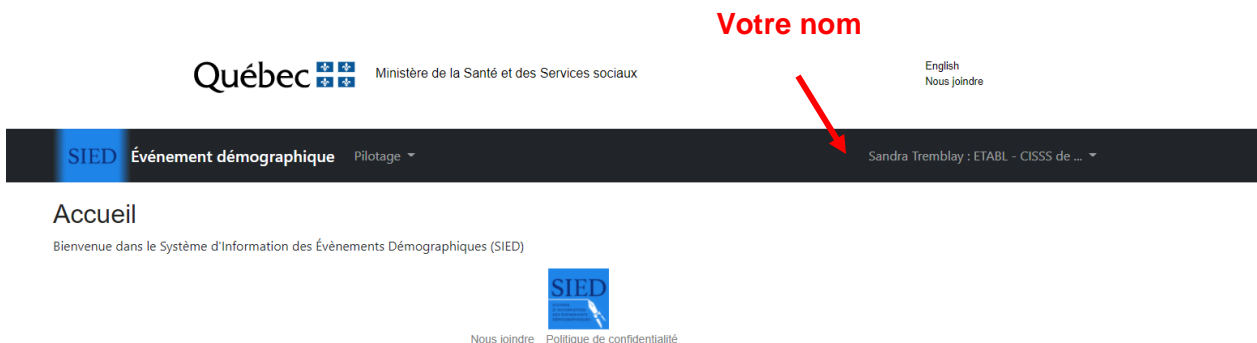 Votre nom
Québec Ministère de la Santé et des Services sociaux
English
Nous joindre
SIED Événement démographique Pilotage Sandra Tremblay : ETABL - CISSS de ...
Accueil
Bienvenue dans le Système d'Information des Évènements Démographiques (SIED)
SIED
Nous joindre Politique de confidentialité